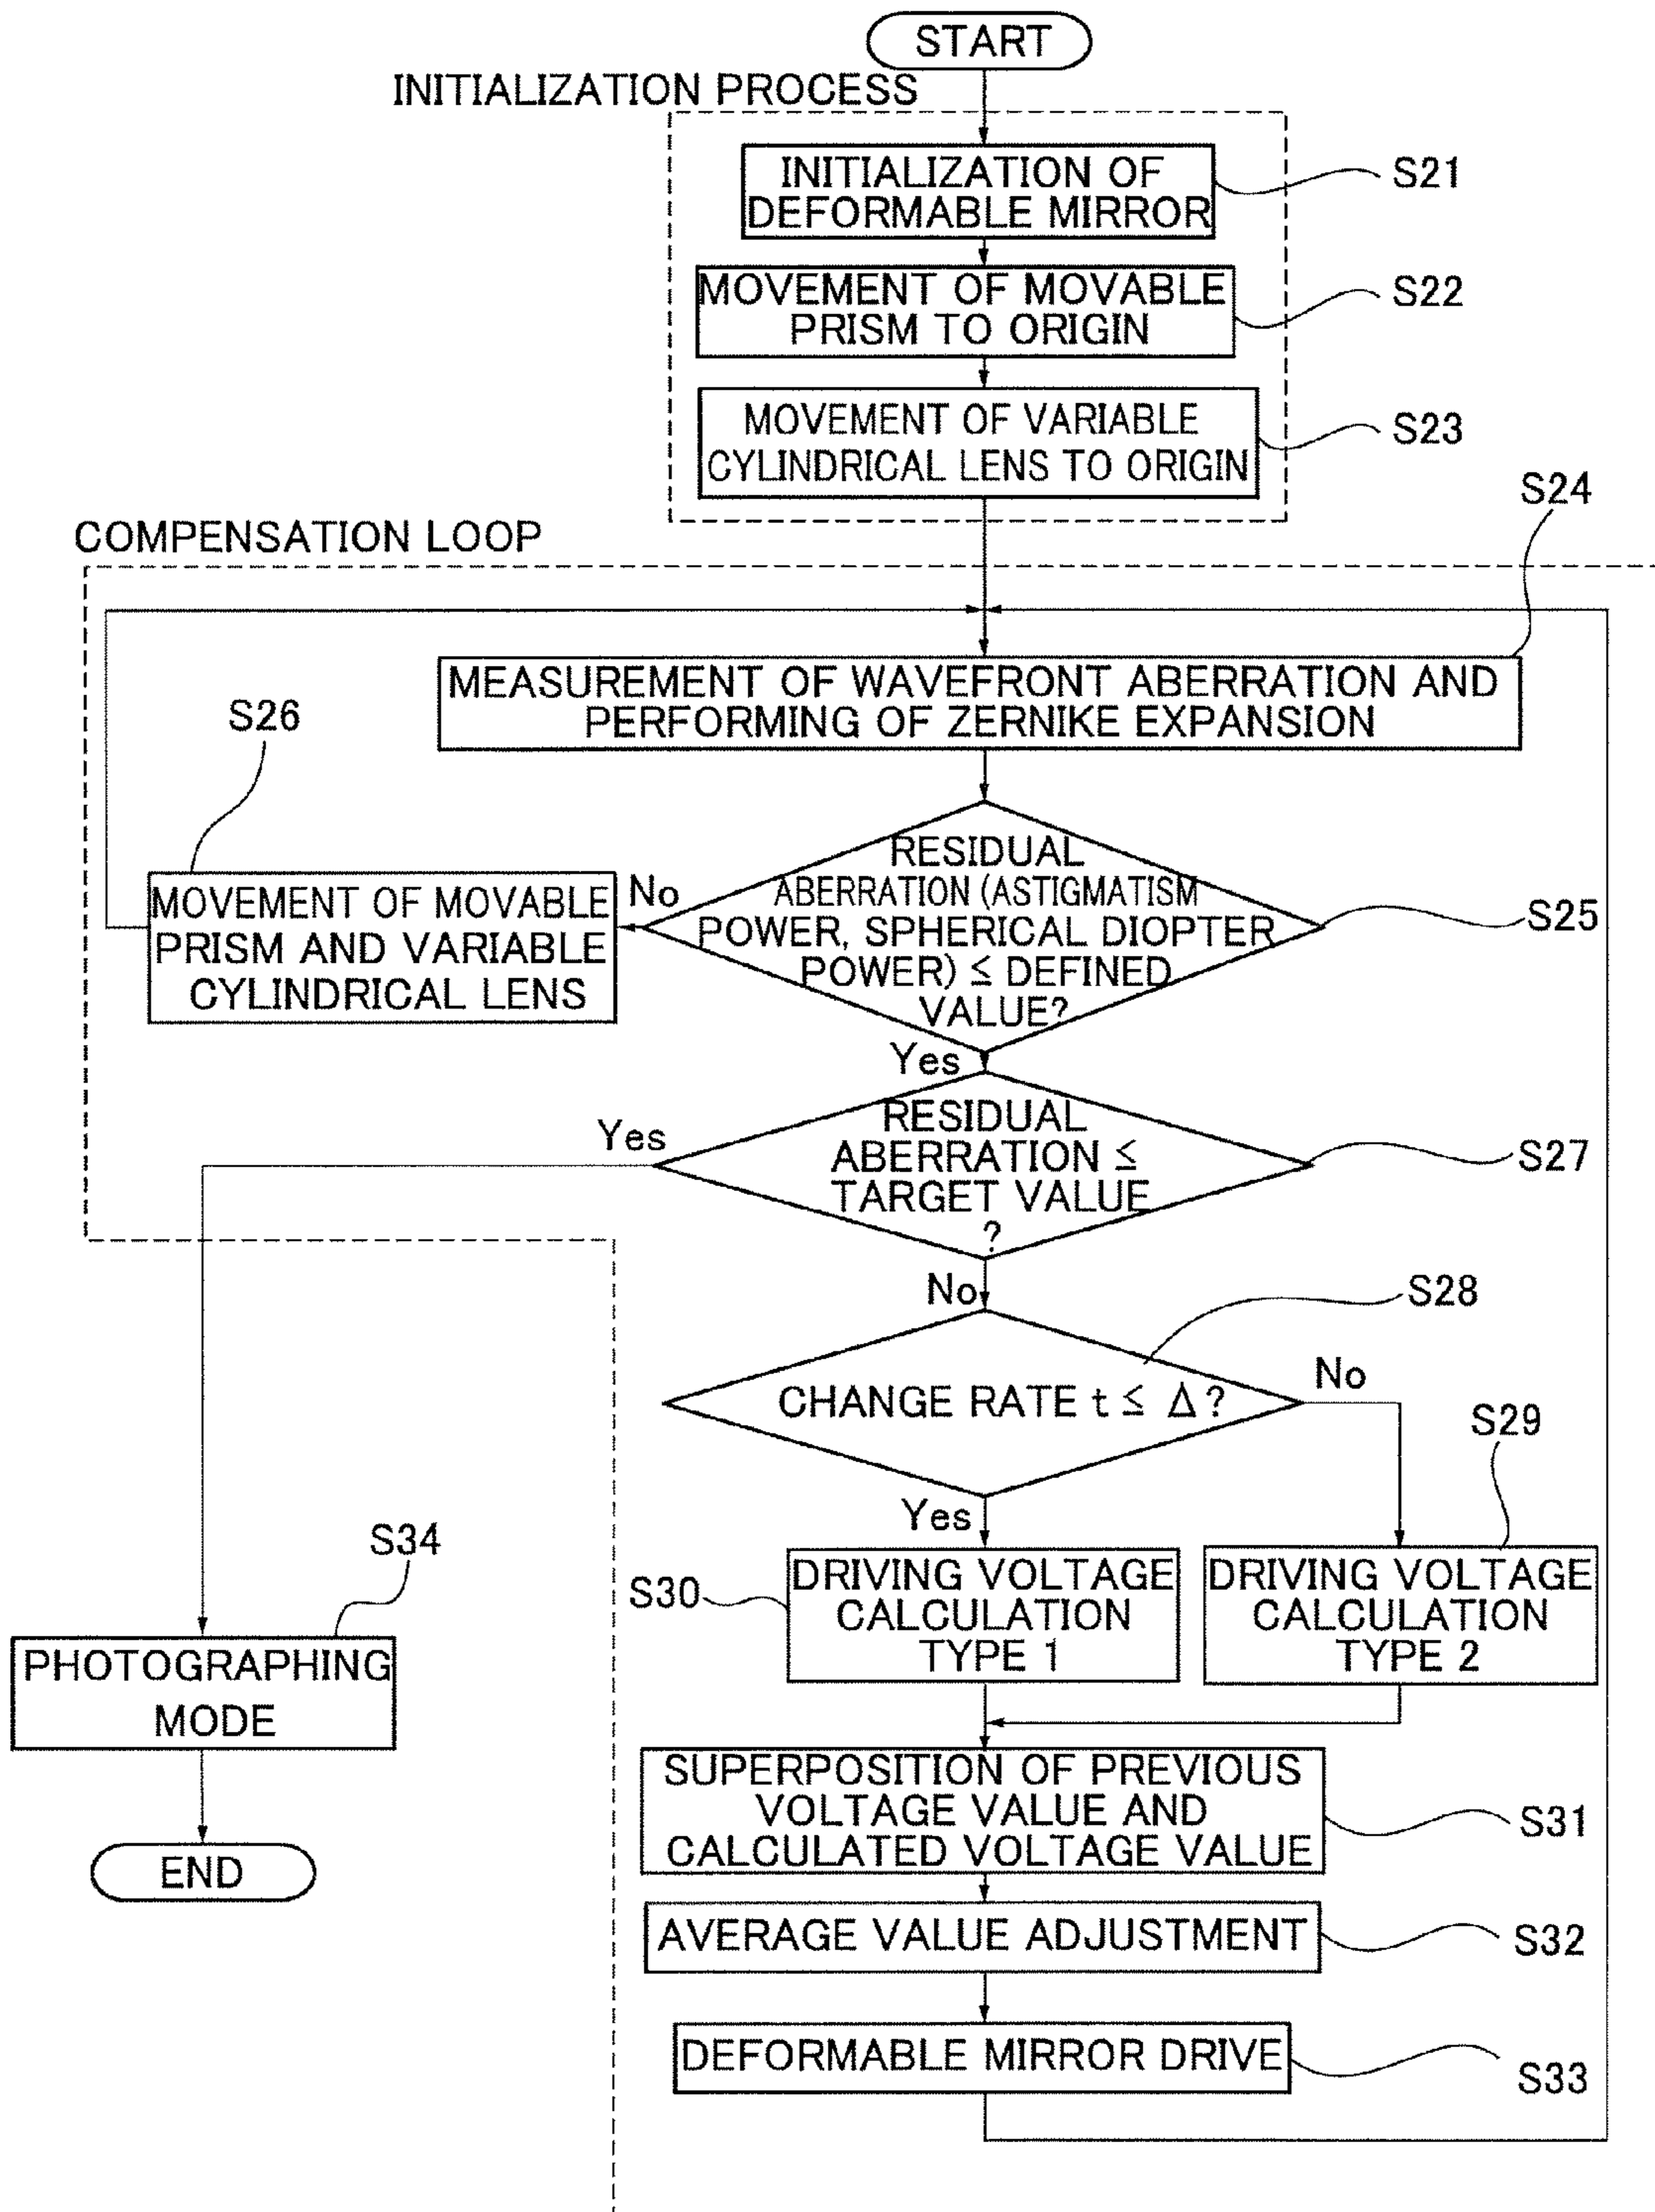 START
INITIALIZATION PROCESS
INITIALIZATION OF
DEFORMABLE MIRROR
S21
MOVEMENT OF MOVABLE
PRISM TO ORIGIN
S22
MOVEMENT OF VARIABLE
CYLINDRICAL LENS TO ORIGIN
S23
S24
COMPENSATION LOOP
MEASUREMENT OF WAVEFRONT ABERRATION AND
PERFORMING OF ZERNIKE EXPANSION
S26
RESIDUAL
ABERRATION (ASTIGMATISM
POWER, SPHERICAL DIOPTER
POWER) ≤ DEFINED
VALUE?
S25
No
MOVEMENT OF MOVABLE
PRISM AND VARIABLE
CYLINDRICAL LENS
Yes
RESIDUAL
ABERRATION ≤
TARGET VALUE
?
S27
Yes
No
S28
CHANGE RATE t ≤ Δ?
No
S29
Yes
S30
DRIVING VOLTAGE
CALCULATION
TYPE 1
DRIVING VOLTAGE
CALCULATION
TYPE 2
S34
PHOTOGRAPHING
MODE
SUPERPOSITION OF PREVIOUS
VOLTAGE VALUE AND
CALCULATED VOLTAGE VALUE
S31
END
AVERAGE VALUE ADJUSTMENT
S32
DEFORMABLE MIRROR DRIVE
S33